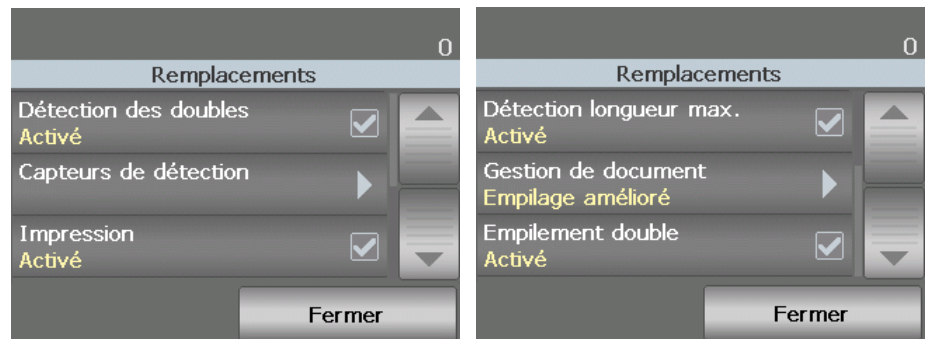 0
Remplacements
Détection des doubles
Activé
Capteurs de détection
Impression
Activé
Fermer
0
Remplacements
Détection longueur max.
Activé
Gestion de document
Empilage amélioré
Empilement double
Activé
Fermer